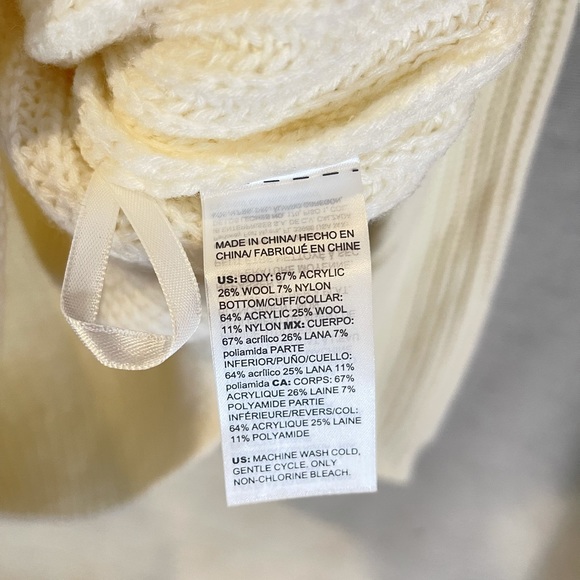 MADE IN CHINA/ HECHO EN
CHINA/ FABRIQUÉ EN CHINE
US: BODY: 67% ACRYLIC
26% WOOL 7% NYLON
BOTTOM/CUFF/COLLAR:
64% ACRYLIC 25% WOOL
11% NYLON MX: CUERPO:
67% acrílico 26% LANA 7%
poliamida PARTE
INFERIOR/PUÑO/CUELLO:
64% acrílico 25% LANA 11%
poliamida CA: CORPS: 67%
ACRYLIQUE 26% LAINE 7%
POLYAMIDE PARTIE
INFÉRIEURE/REVERS/COL:
64% ACRYLIQUE 25% LAINE
11% POLYAMIDE
US: MACHINE WASH COLD,
GENTLE CYCLE. ONLY
NON-CHLORINE BLEACH.